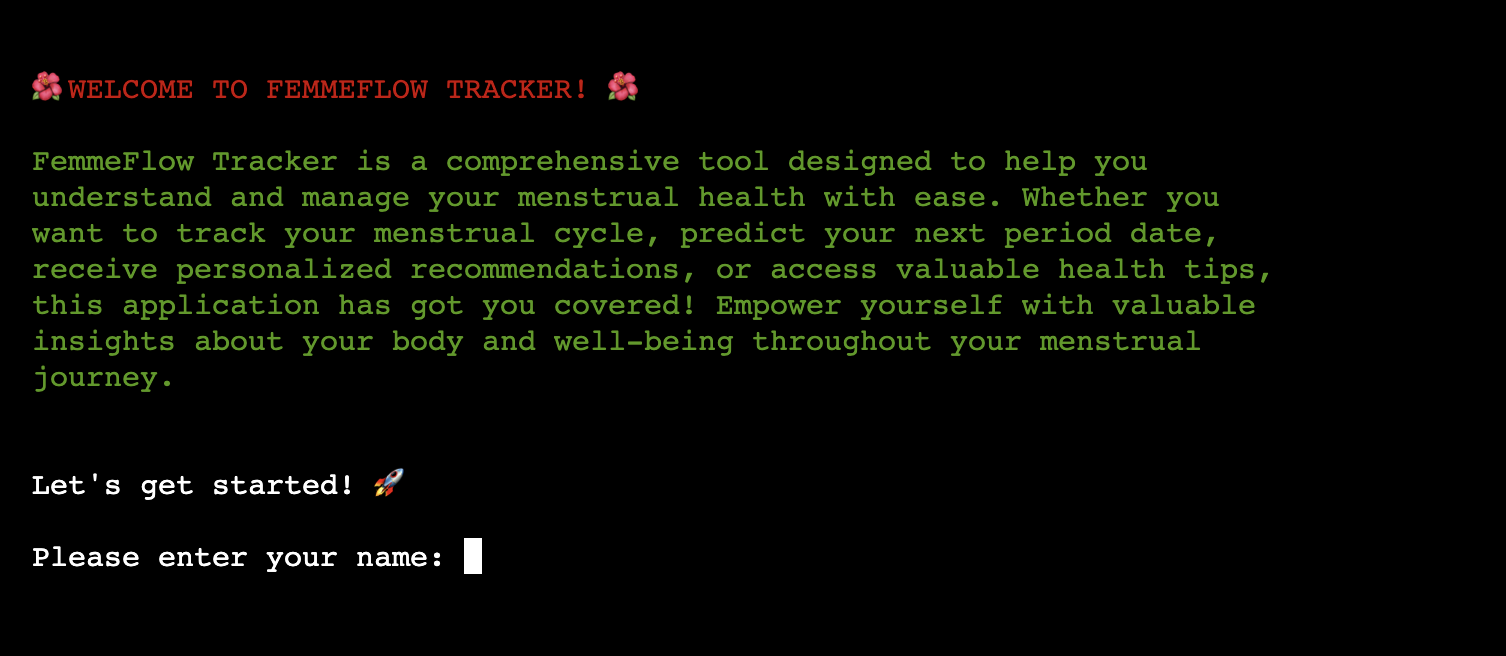 🌺WELCOME TO FEMMEFLOW TRACKER! 🌺
FemmeFlow Tracker is a comprehensive tool designed to help you
understand and manage your menstrual health with ease. Whether you
want to track your menstrual cycle, predict your next period date,
receive personalized recommendations, or access valuable health tips,
this application has got you covered! Empower yourself with valuable
insights about your body and well-being throughout your menstrual
journey.
Let's get started! 🚀
Please enter your name: